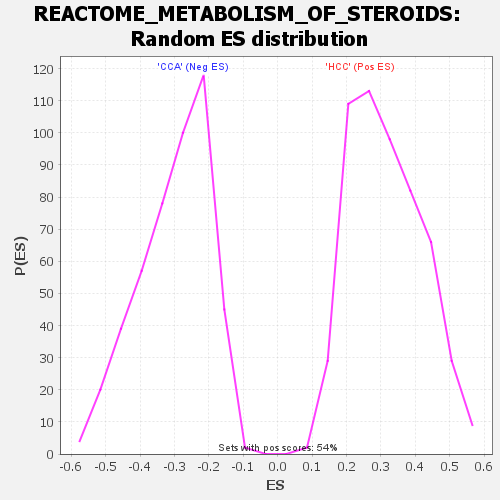 REACTOME_METABOLISM_OF_STEROIDS:
Random ES distribution
'CCA' (Neg ES) 'HCC' (Pos ES)
120
110
100
90
80
70
60
50
40
30
20
10
0
P(ES)
Sets with pos scores: 54%
-0.6 -0.5 -0.4 -0.3 -0.2 -0.1 0.0 0.1 0.2 0.3 0.4 0.5 0.6
ES